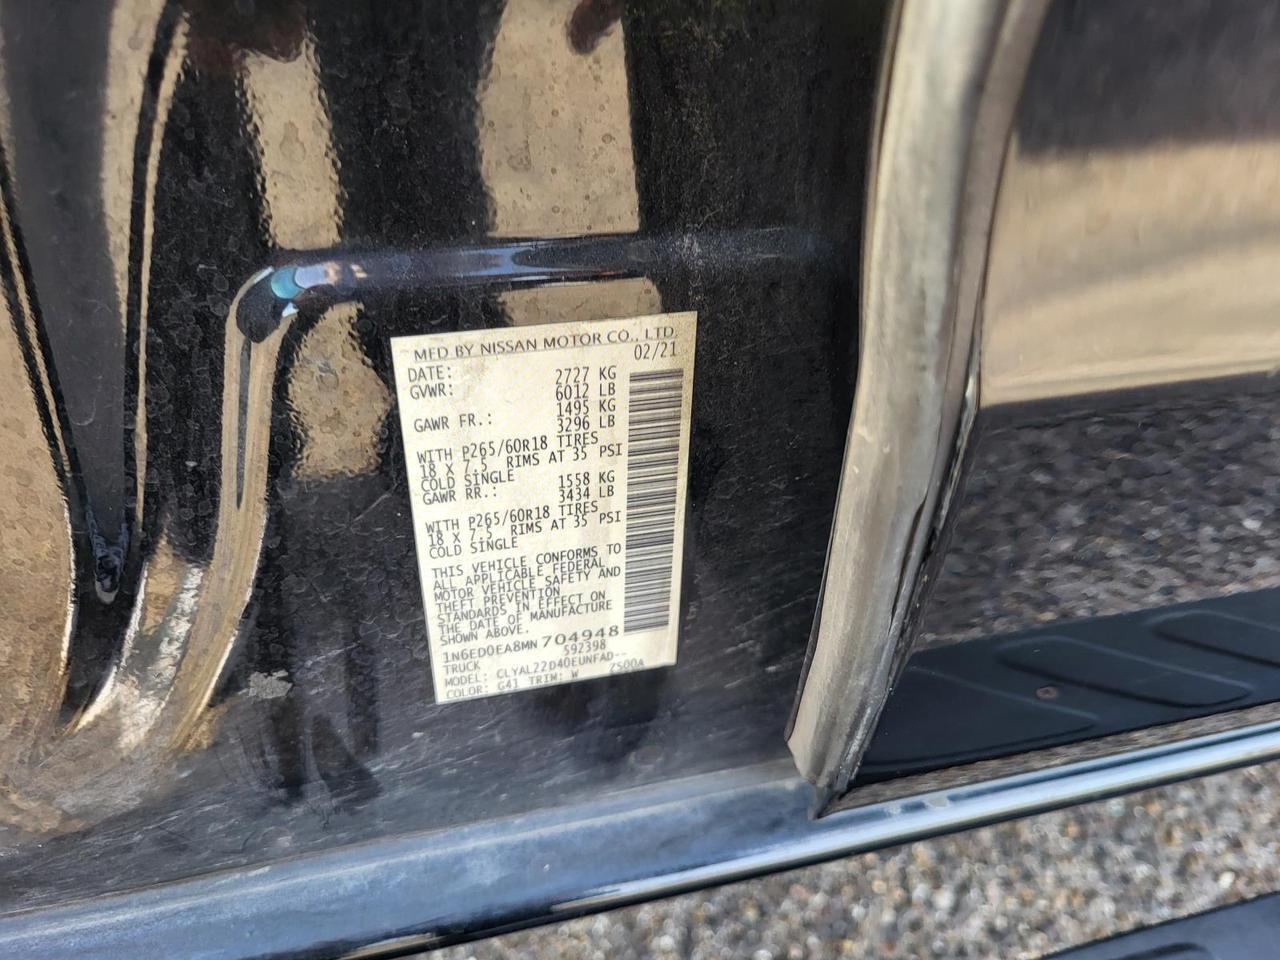 MFD BY NISSAN MOTOR CO., LTD.
DATE: 02/21
GVWR: 2727 KG
6012 LB
GAWR FR.: 1495 KG
3296 LB
WITH P265/60R18 TIRES
18 X 7.5 RIMS AT 35 PSI
COLD SINGLE
GAWR RR.: 1558 KG
3434 LB
WITH P265/60R18 TIRES
18 X 7.5 RIMS AT 35 PSI
COLD SINGLE
THIS VEHICLE CONFORMS TO
ALL APPLICABLE FEDERAL
MOTOR VEHICLE SAFETY AND
THEFT PREVENTION
STANDARDS IN EFFECT ON
THE DATE OF MANUFACTURE
SHOWN ABOVE.
1N6ED0EA8MN704948
TRUCK 592398
MODEL: CLYAL22D40EUNFAD--
COLOR: G41 TRIM: W ZS00A